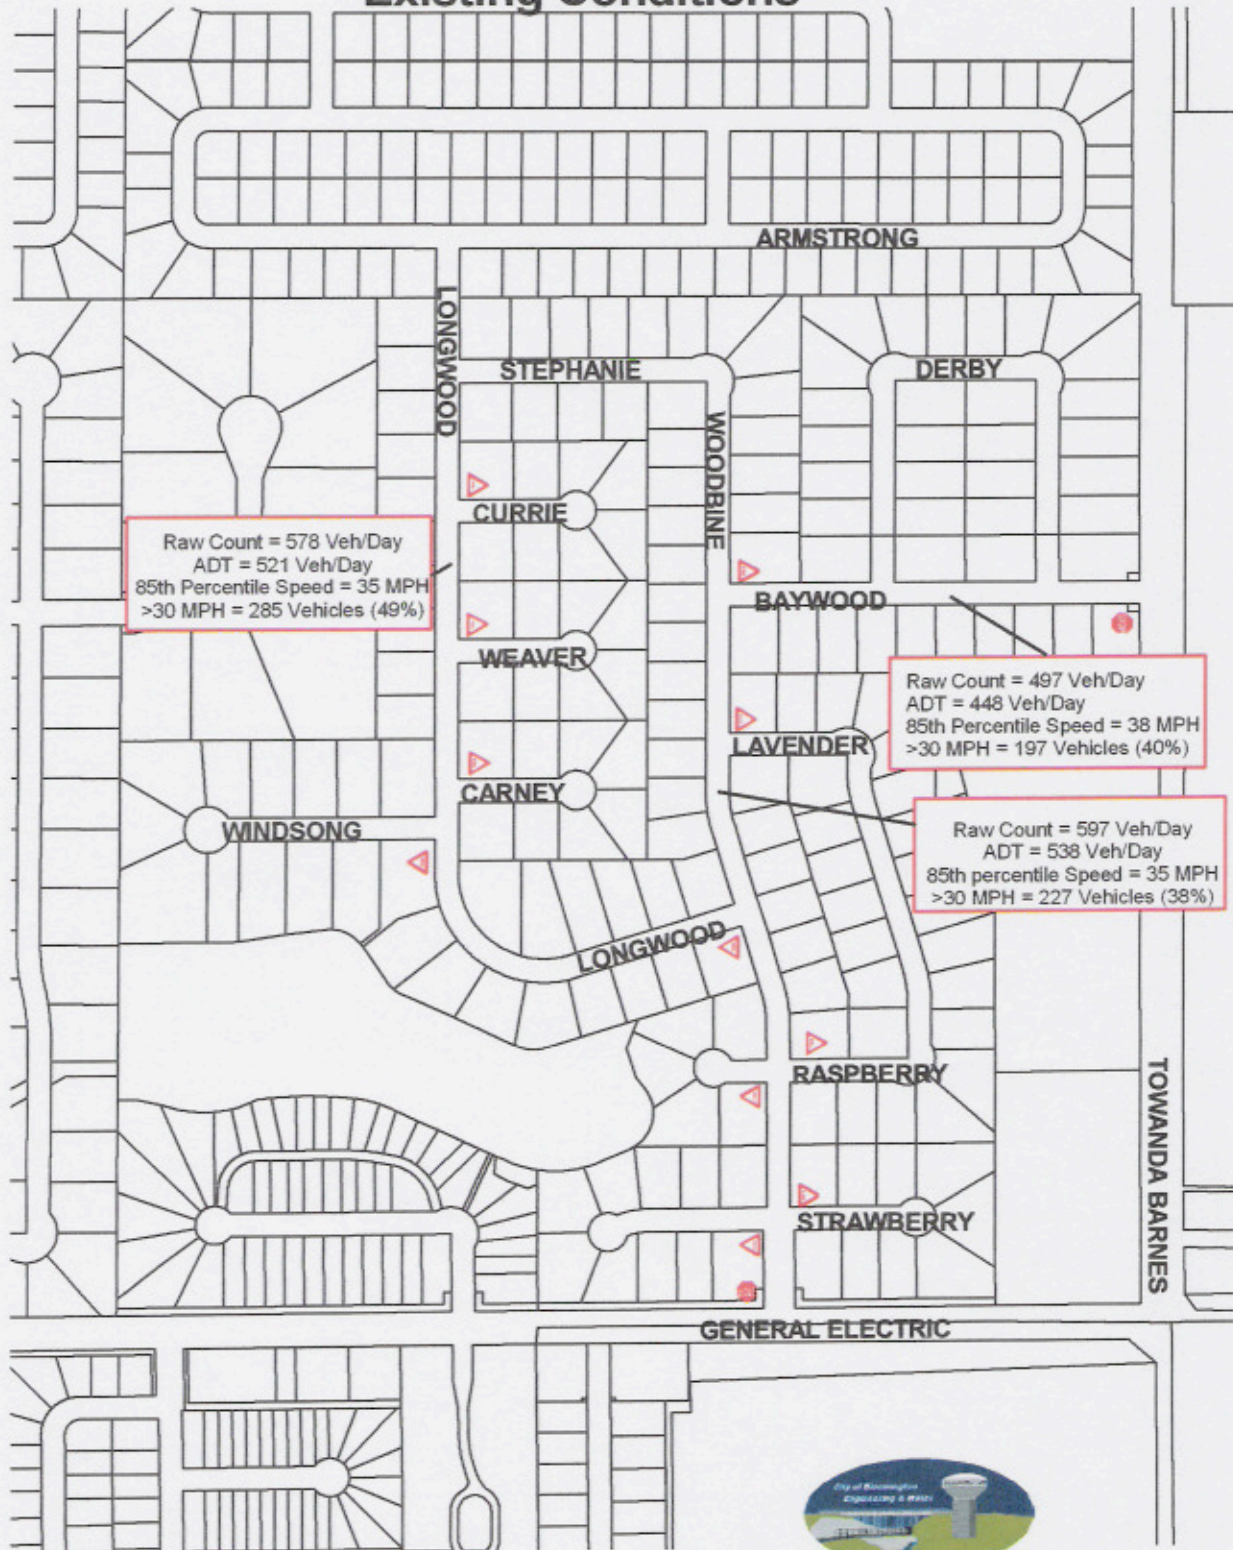 Existing Conditions
ARMSTRONG
LONGWOOD
STEPHANIE
DERBY
WOODBINE
CURRIE
Raw Count = 578 Veh/Day
ADT = 521 Veh/Day
85th Percentile Speed = 35 MPH
>30 MPH = 285 Vehicles (49%)
BAYWOOD
WEAVER
Raw Count = 497 Veh/Day
ADT = 448 Veh/Day
85th Percentile Speed = 38 MPH
>30 MPH = 197 Vehicles (40%)
LAVENDER
CARNEY
WINDSONG
Raw Count = 597 Veh/Day
ADT = 538 Veh/Day
85th percentile Speed = 35 MPH
>30 MPH = 227 Vehicles (38%)
LONGWOOD
RASPBERRY
TOWANDA BARNES
STRAWBERRY
GENERAL ELECTRIC
City of Bloomington
Engineering & Water